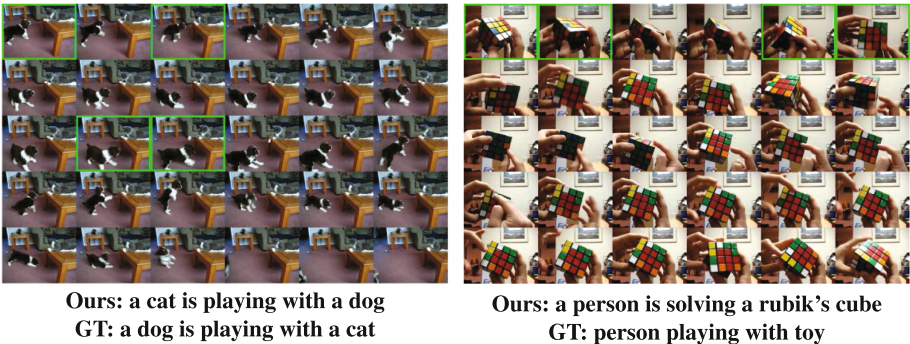 Ours: a cat is playing with a dog
GT: a dog is playing with a cat
Ours: a person is solving a rubik's cube
GT: person playing with toy